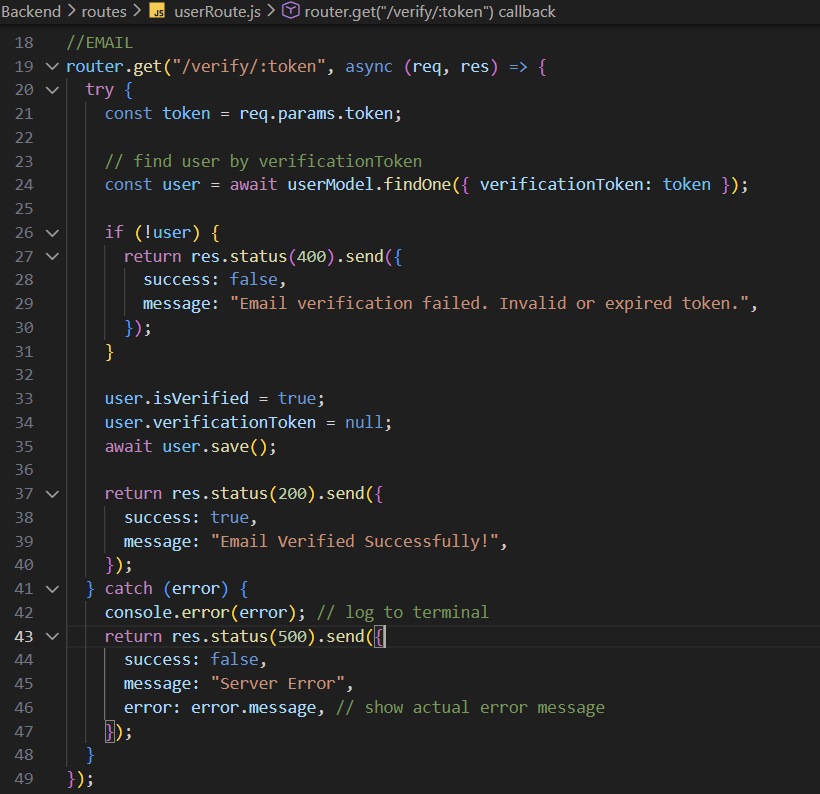 Backend > routes > JS userRoute.js > router.get("/verify/:token") callback
18 //EMAIL
19 router.get("/verify/:token", async (req, res) => {
20 try {
21 const token = req.params.token;
22
23 // find user by verificationToken
24 const user = await userModel.findOne({ verificationToken: token });
25
26 if (!user) {
27 return res.status(400).send({
28 success: false,
29 message: "Email verification failed. Invalid or expired token.",
30 });
31 }
32
33 user.isVerified = true;
34 user.verificationToken = null;
35 await user.save();
36
37 return res.status(200).send({
38 success: true,
39 message: "Email Verified Successfully!",
40 });
41 } catch (error) {
42 console.error(error); // log to terminal
43 return res.status(500).send({
44 success: false,
45 message: "Server Error",
46 error: error.message, // show actual error message
47 });
48 }
49 });